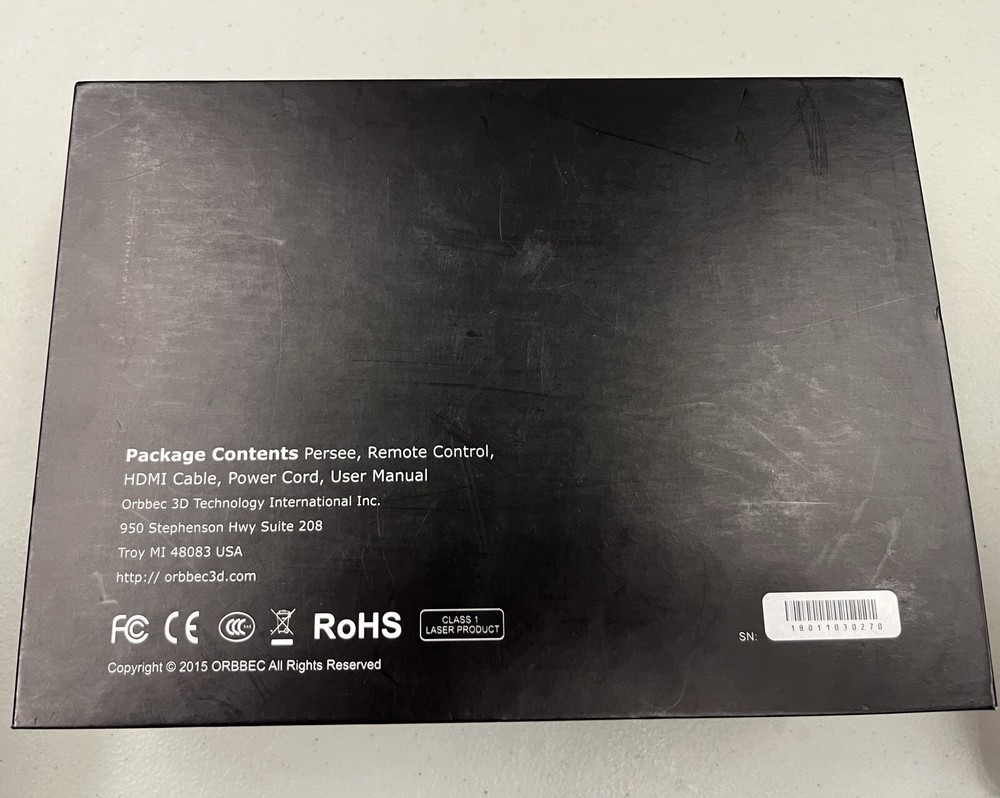 Package Contents Persee, Remote Control,
HDMI Cable, Power Cord, User Manual
Orbbec 3D Technology International Inc.
950 Stephenson Hwy Suite 208
Troy MI 48083 USA
http:// orbbec3d.com
FC CE CCC RoHS CLASS 1
LASER PRODUCT
SN: 18011030270
Copyright © 2015 ORBBEC All Rights Reserved